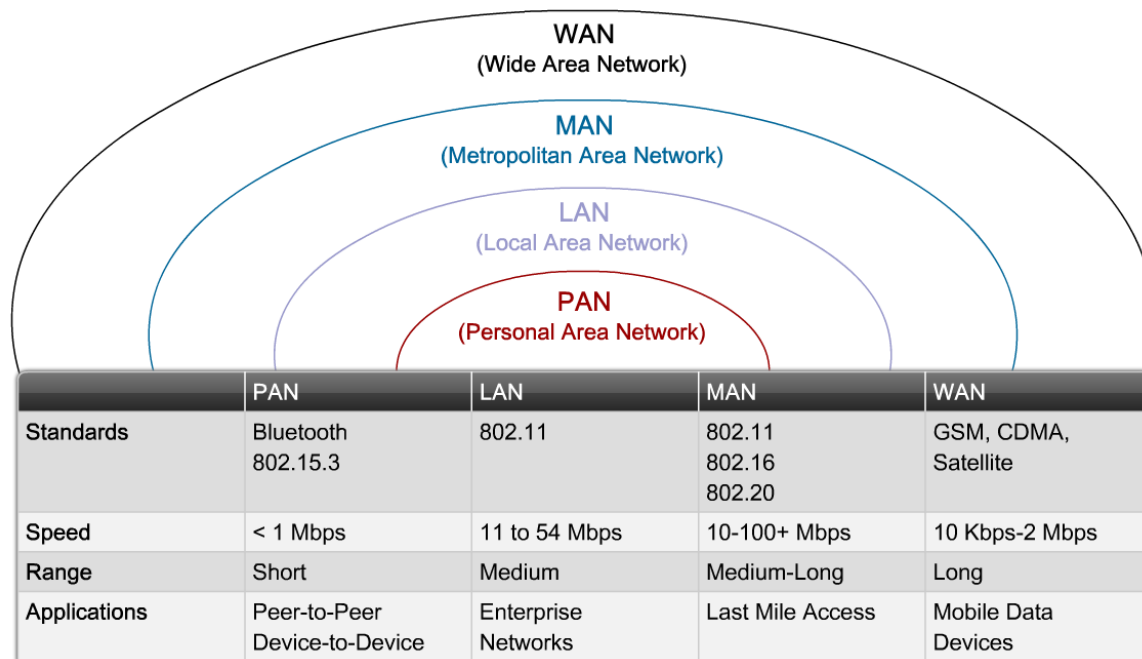 WAN
(Wide Area Network)
MAN
(Metropolitan Area Network)
LAN
(Local Area Network)
PAN
(Personal Area Network)
PAN LAN MAN WAN
Standards Bluetooth 802.11 802.11 GSM, CDMA,
802.15.3 802.16 Satellite
802.20
Speed < 1 Mbps 11 to 54 Mbps 10-100+ Mbps 10 Kbps-2 Mbps
Range Short Medium Medium-Long Long
Applications Peer-to-Peer Enterprise Last Mile Access Mobile Data
Device-to-Device Networks Devices